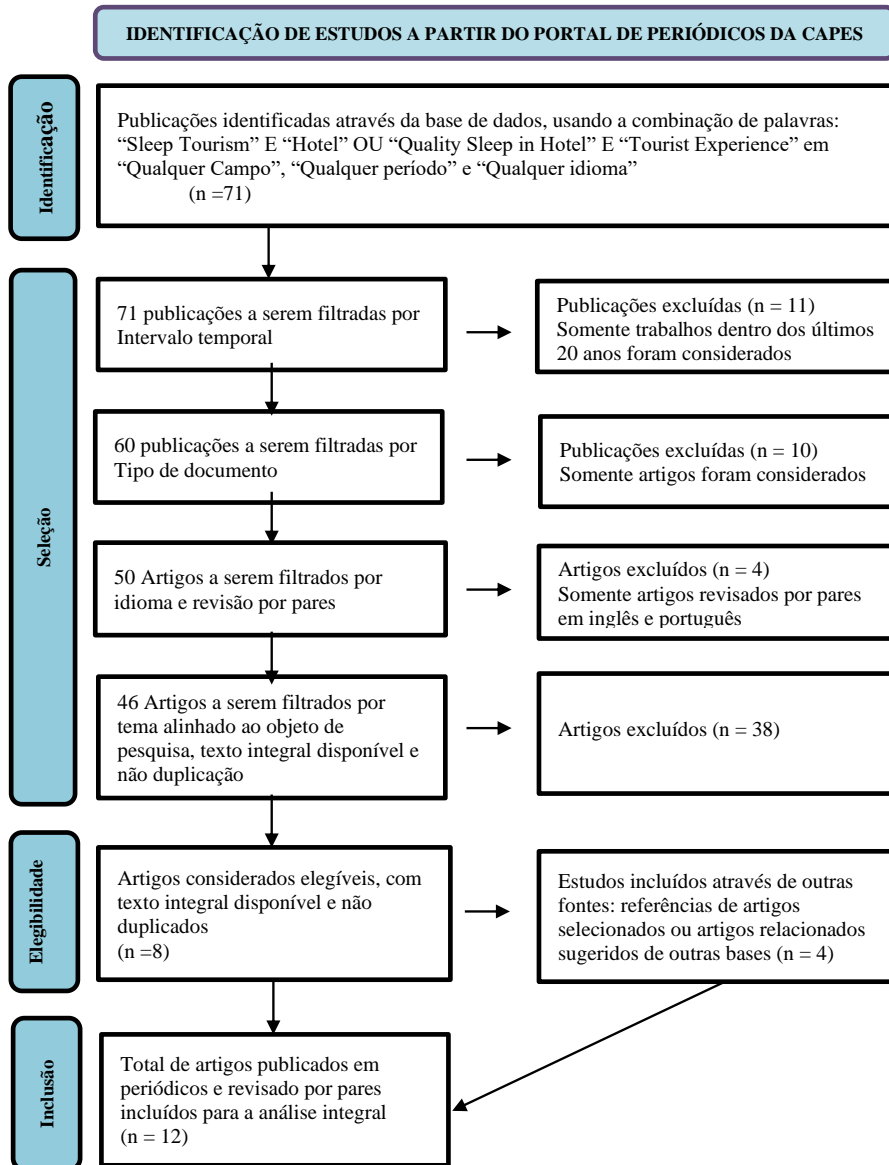 IDENTIFICAÇÃO DE ESTUDOS A PARTIR DO PORTAL DE PERIÓDICOS DA CAPES
Identificação
Publicações identificadas através da base de dados, usando a combinação de palavras:
“Sleep Tourism” E “Hotel” OU “Quality Sleep in Hotel” E “Tourist Experience” em
“Qualquer Campo”, “Qualquer período” e “Qualquer idioma”
(n =71)
Seleção
71 publicações a serem filtradas por
Intervalo temporal
Publicações excluídas (n = 11)
Somente trabalhos dentro dos últimos
20 anos foram considerados
60 publicações a serem filtradas por
Tipo de documento
Publicações excluídas (n = 10)
Somente artigos foram considerados
50 Artigos a serem filtrados por
idioma e revisão por pares
Artigos excluídos (n = 4)
Somente artigos revisados por pares
em inglês e português
46 Artigos a serem filtrados por
tema alinhado ao objeto de
pesquisa, texto integral disponível e
não duplicação
Artigos excluídos (n = 38)
Elegibilidade
Artigos considerados elegíveis, com
texto integral disponível e não
duplicados
(n =8)
Estudos incluídos através de outras
fontes: referências de artigos
selecionados ou artigos relacionados
sugeridos de outras bases (n = 4)
Inclusão
Total de artigos publicados em
periódicos e revisado por pares
incluídos para a análise integral
(n = 12)